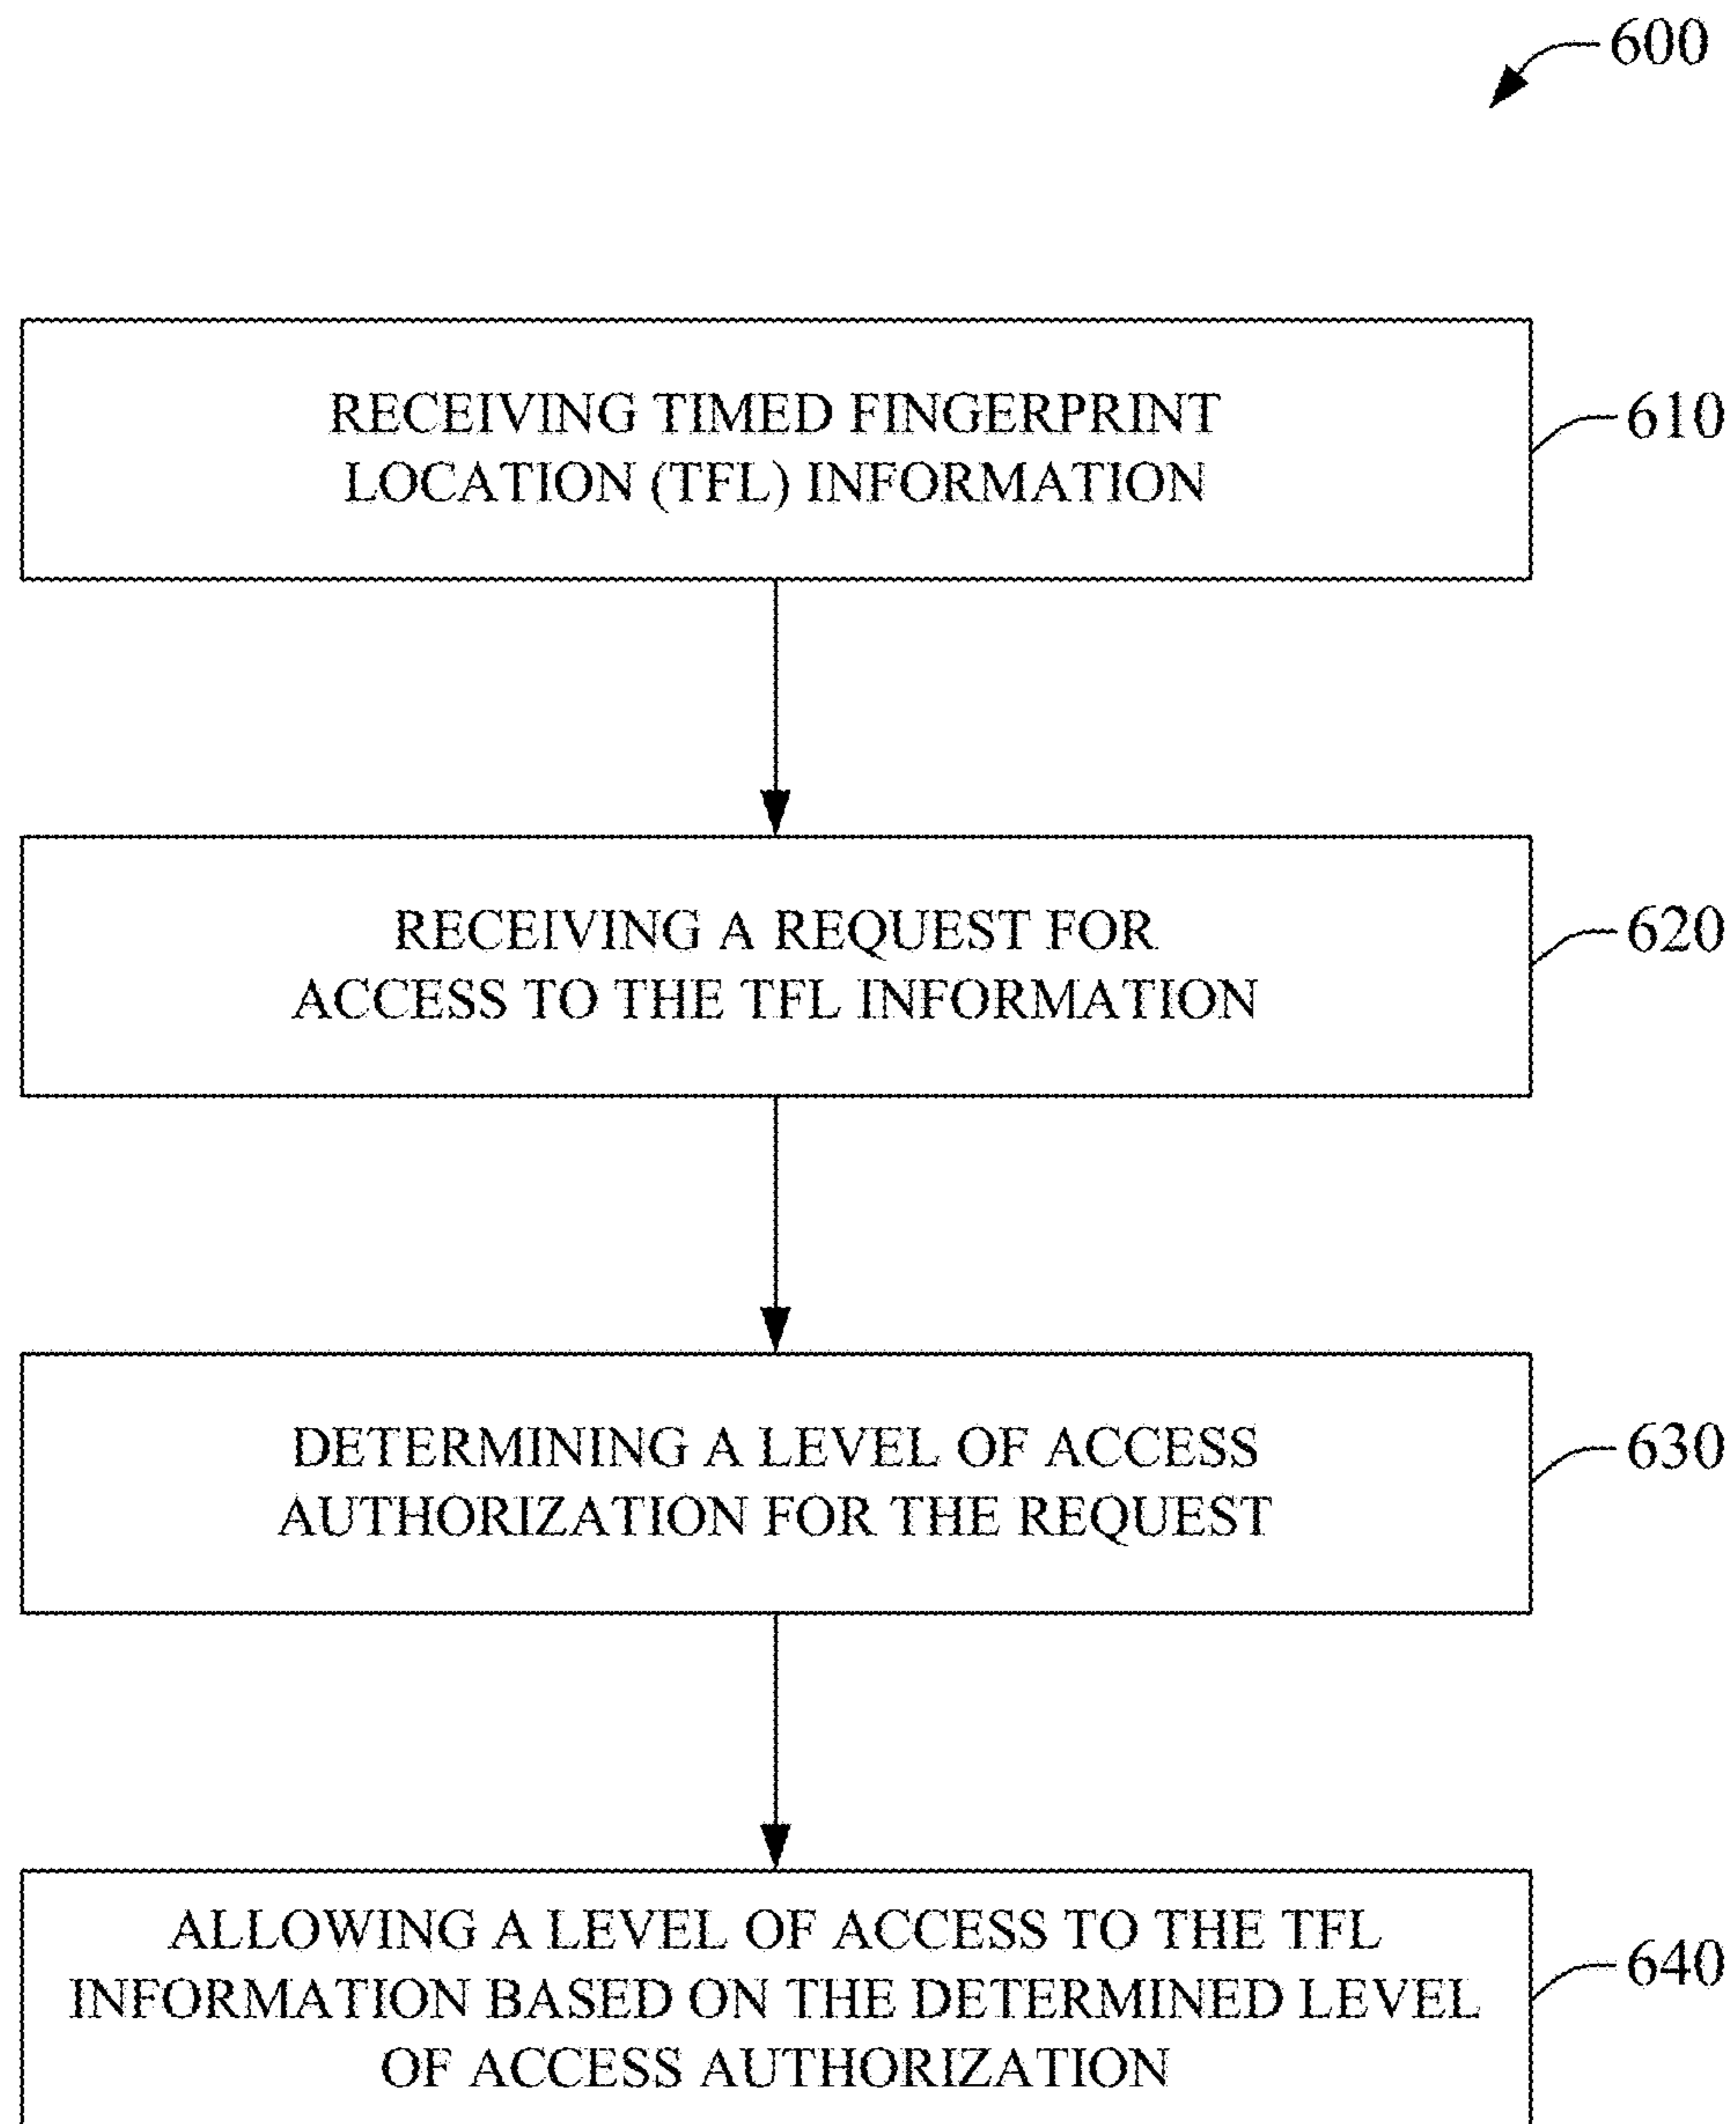 600
RECEIVING TIMED FINGERPRINT
LOCATION (TFL) INFORMATION
610
RECEIVING A REQUEST FOR
ACCESS TO THE TFL INFORMATION
620
DETERMINING A LEVEL OF ACCESS
AUTHORIZATION FOR THE REQUEST
630
ALLOWING A LEVEL OF ACCESS TO THE TFL
INFORMATION BASED ON THE DETERMINED LEVEL
OF ACCESS AUTHORIZATION
640